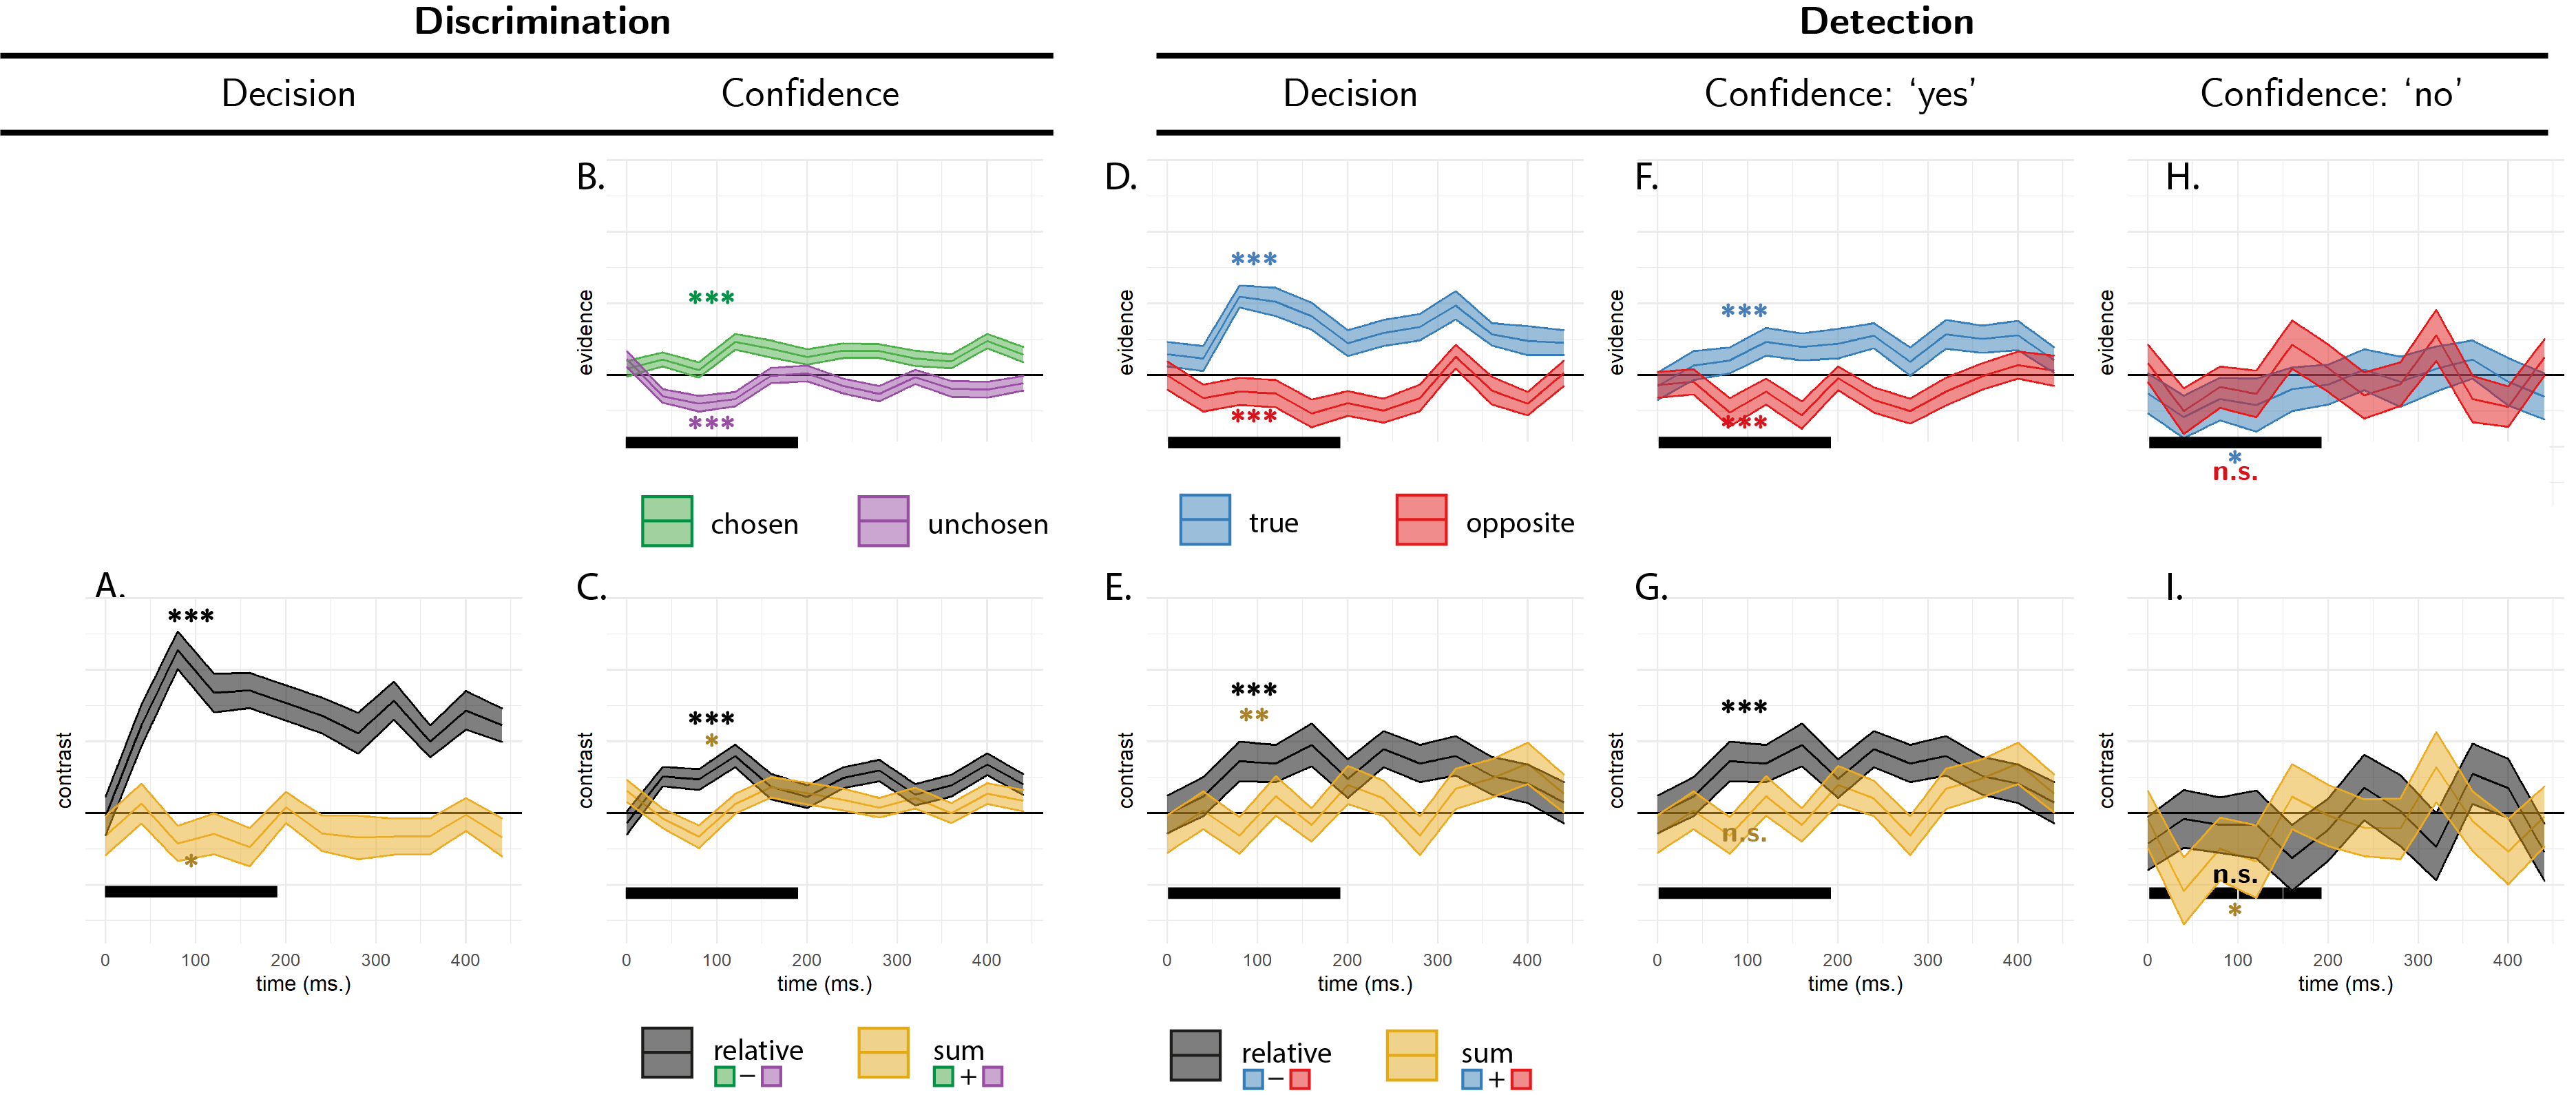 Discrimination
Detection
Decision
Confidence
Decision
Confidence: ‘yes’
Confidence: ‘no’
B.
evidence
***
***
D.
evidence
***
***
F.
evidence
***
***
H.
evidence
*
n.s.
chosen
unchosen
true
opposite
A.
contrast
***
*
0 100 200 300 400
time (ms.)
C.
contrast
***
*
0 100 200 300 400
time (ms.)
E.
contrast
***
**
0 100 200 300 400
time (ms.)
G.
contrast
***
n.s.
0 100 200 300 400
time (ms.)
I.
contrast
n.s.
*
0 100 200 300 400
time (ms.)
relative
−
sum
+
relative
−
sum
+